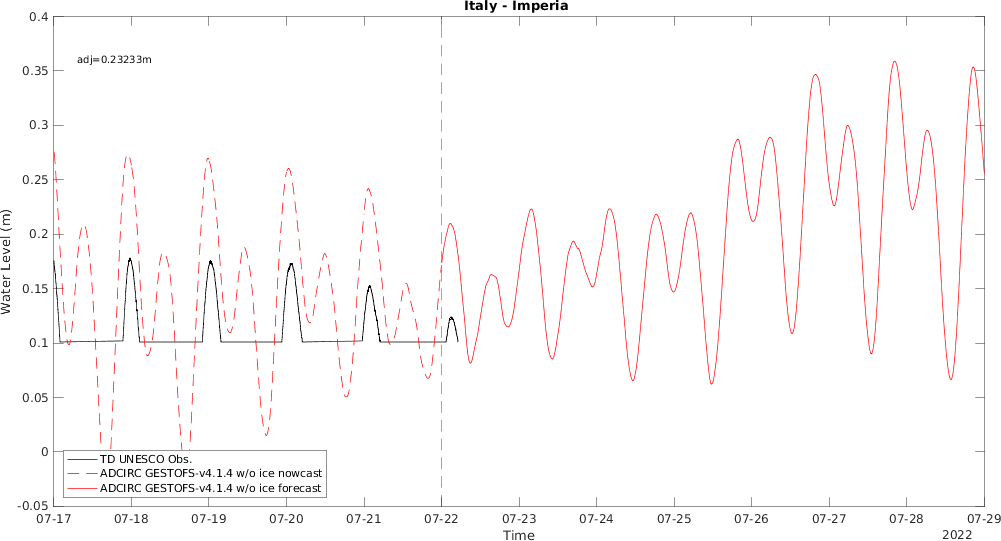 Italy - Imperia
adj=0.23233m
0.4
0.35
0.3
0.25
0.2
0.15
0.1
0.05
0
-0.05
Water Level (m)
TD UNESCO Obs.
ADCIRC GESTOFS-v4.1.4 w/o ice nowcast
ADCIRC GESTOFS-v4.1.4 w/o ice forecast
07-17 07-18 07-19 07-20 07-21 07-22 07-23 07-24 07-25 07-26 07-27 07-28 07-29
Time
2022